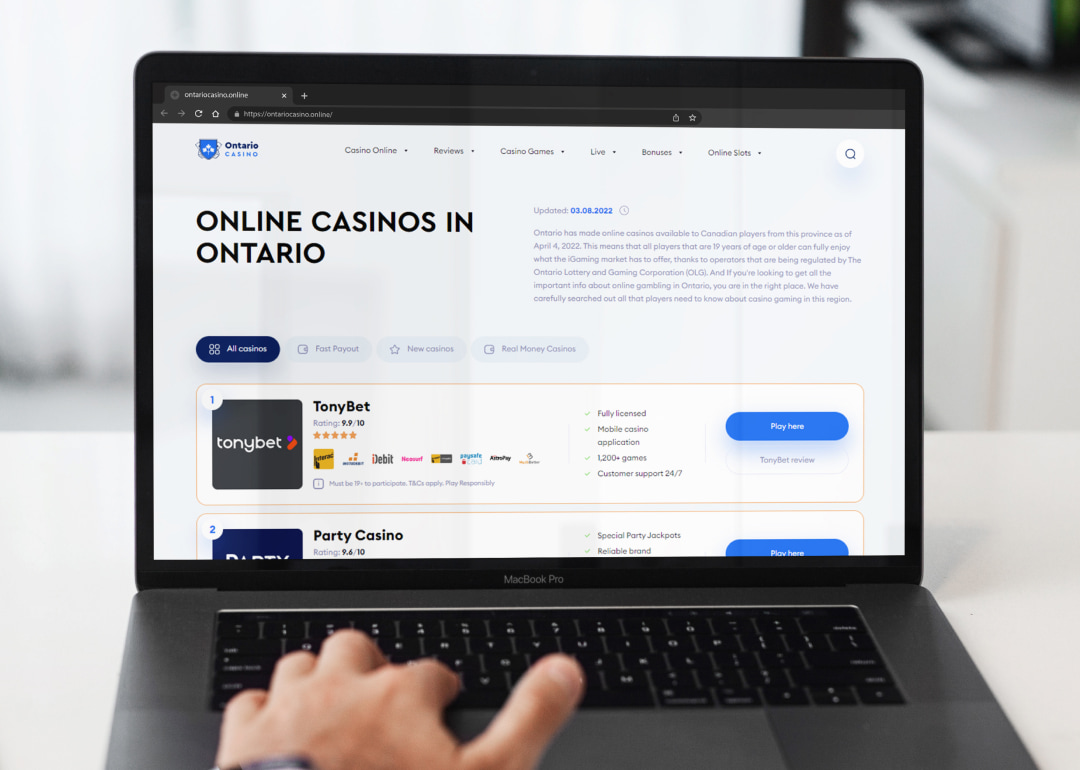 ontariocasino.online
https://ontariocasino.online/
Ontario
CASINO
Casino Online
Reviews
Casino Games
Live
Bonuses
Online Slots
ONLINE CASINOS IN
ONTARIO
Updated: 03.08.2022
Ontario has made online casinos available to Canadian players from this province as of
April 4, 2022. This means that all players that are 19 years of age or older can fully enjoy
what the iGaming market has to offer, thanks to operators that are being regulated by The
Ontario Lottery and Gaming Corporation (OLG). And If you're looking to get all the
important info about online gambling in Ontario, you are in the right place. We have
carefully searched out all that players need to know about casino gaming in this region.
All casinos
Fast Payout
New casinos
Real Money Casinos
1
tonybet
TonyBet
Rating: 9.9/10
Interac
iDebit
Neosurf
paysafe
card
AstroPay
MuchBetter
Must be 19+ to participate. T&Cs apply. Play Responsibly
Fully licensed
Mobile casino
application
1,200+ games
Customer support 24/7
Play here
TonyBet review
2
PARTY
Party Casino
Rating: 9.6/10
Special Party Jackpots
Reliable brand
Play here
MacBook Pro